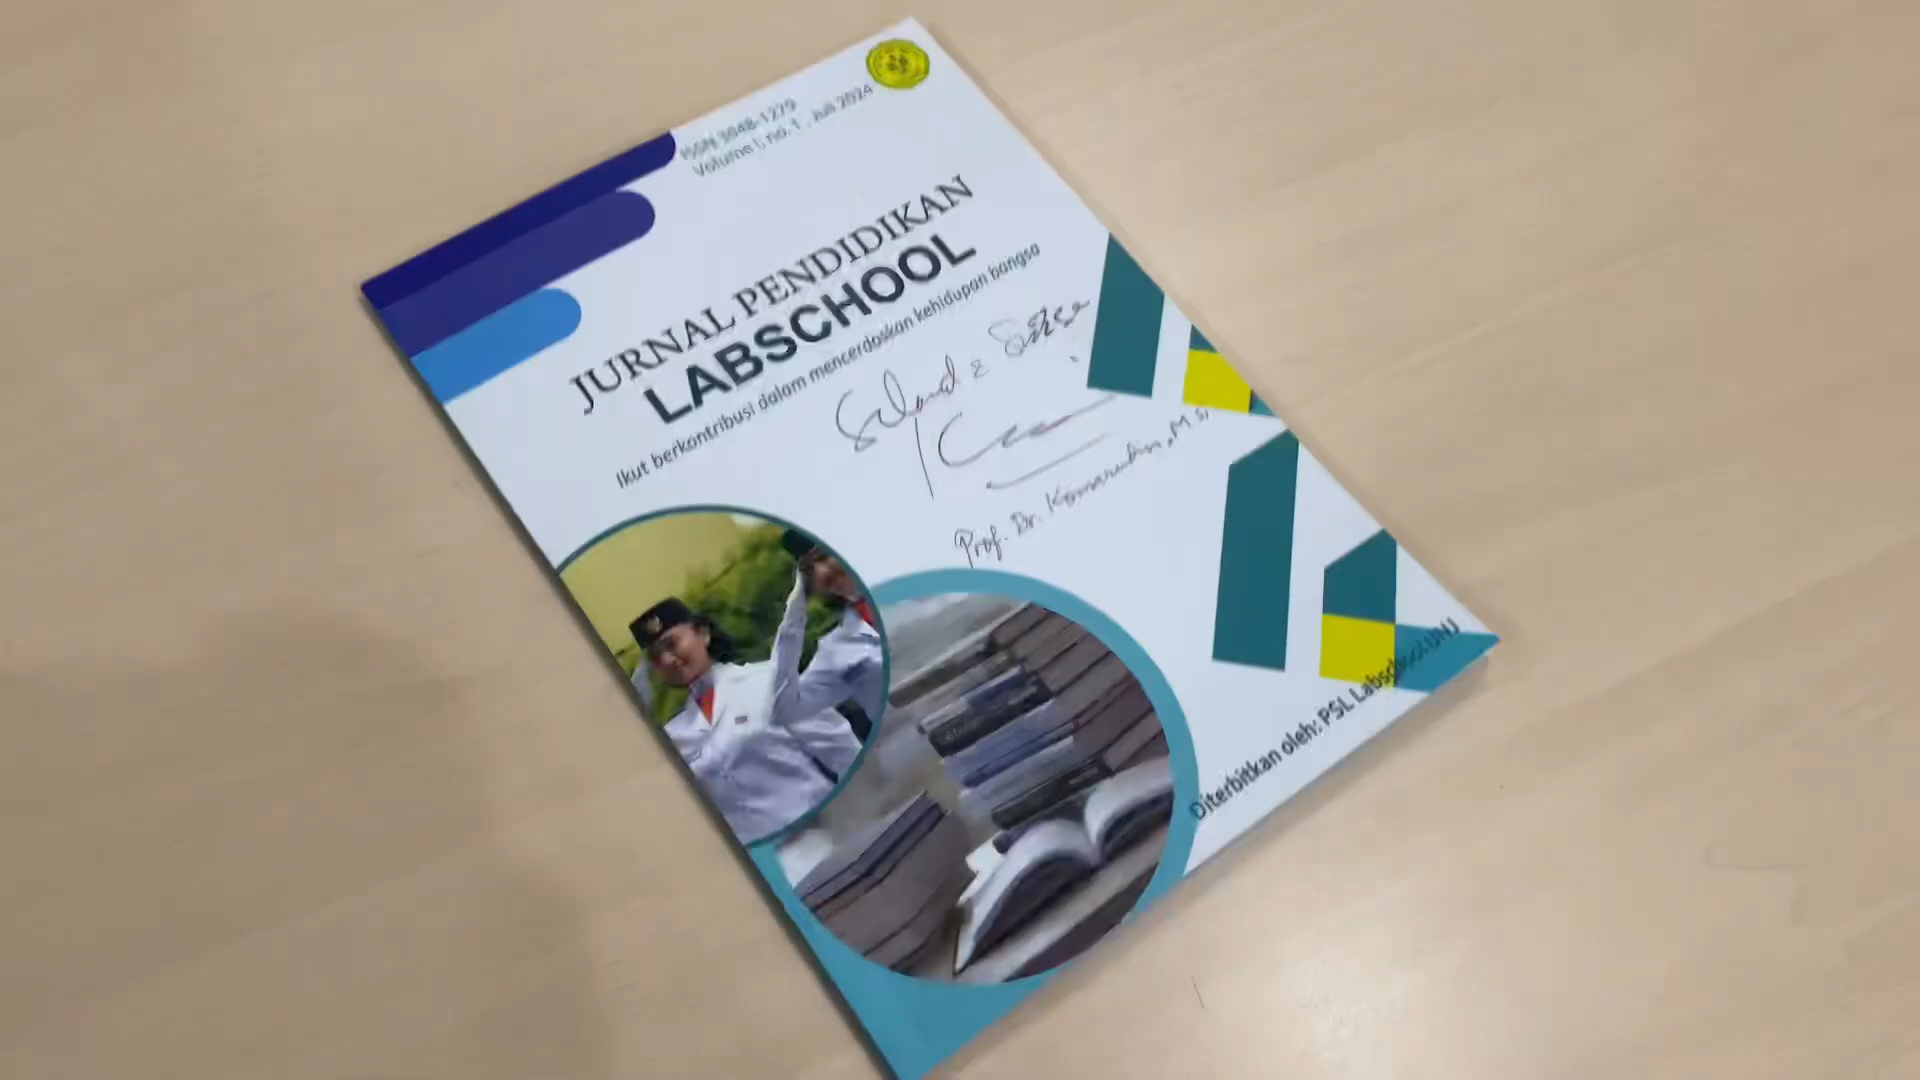 ISSN 3048-1279
Volume I, no. 1, Juli 2024
JURNAL PENDIDIKAN
LABSCHOOL
Ikut berkontribusi dalam mencerdaskan kehidupan bangsa
Prof. Dr. Komarudin, M.Si
Diterbitkan oleh: PSL Labschool UNJ